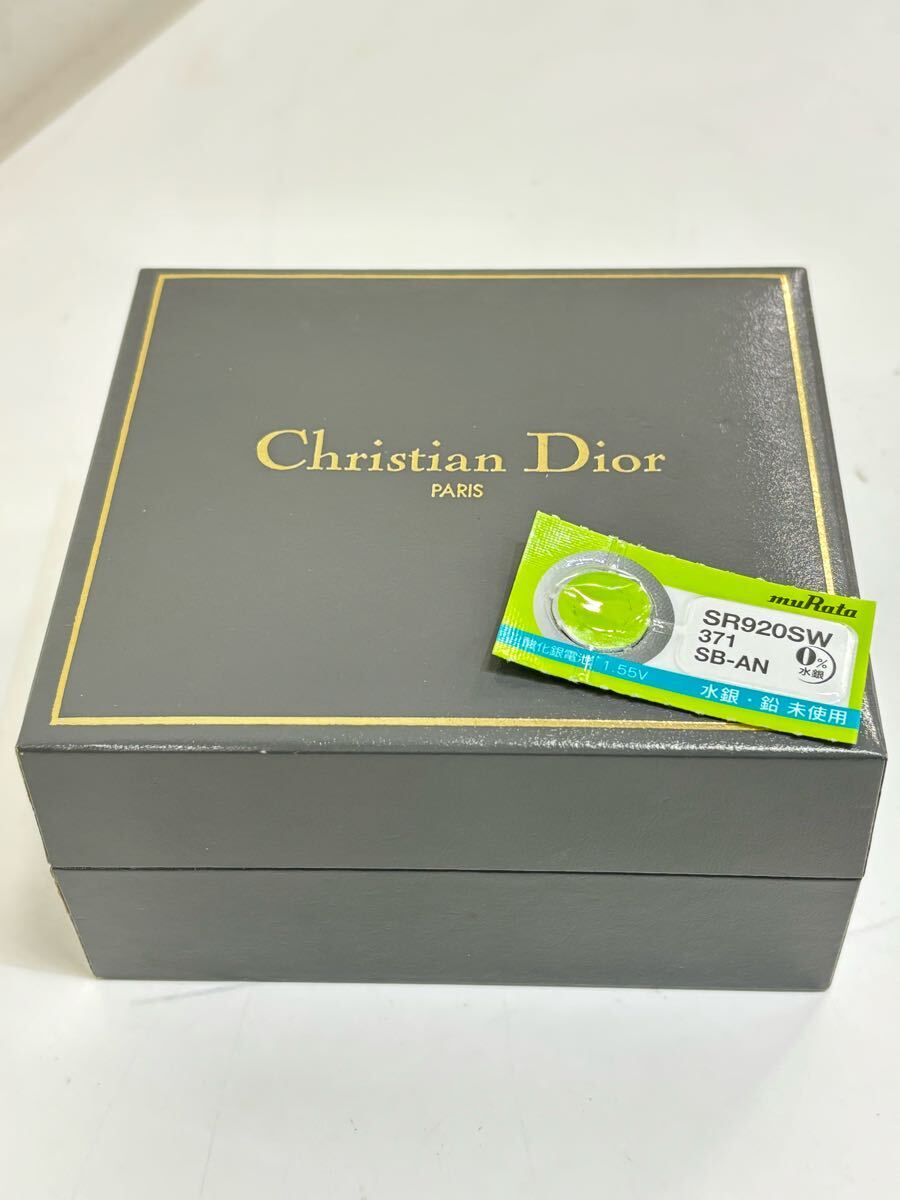 Christian Dior
PARIS
muRata
SR920SW
371
SB-AN
0%
水銀
酸化銀電池 1.55V
水銀・鉛 未使用